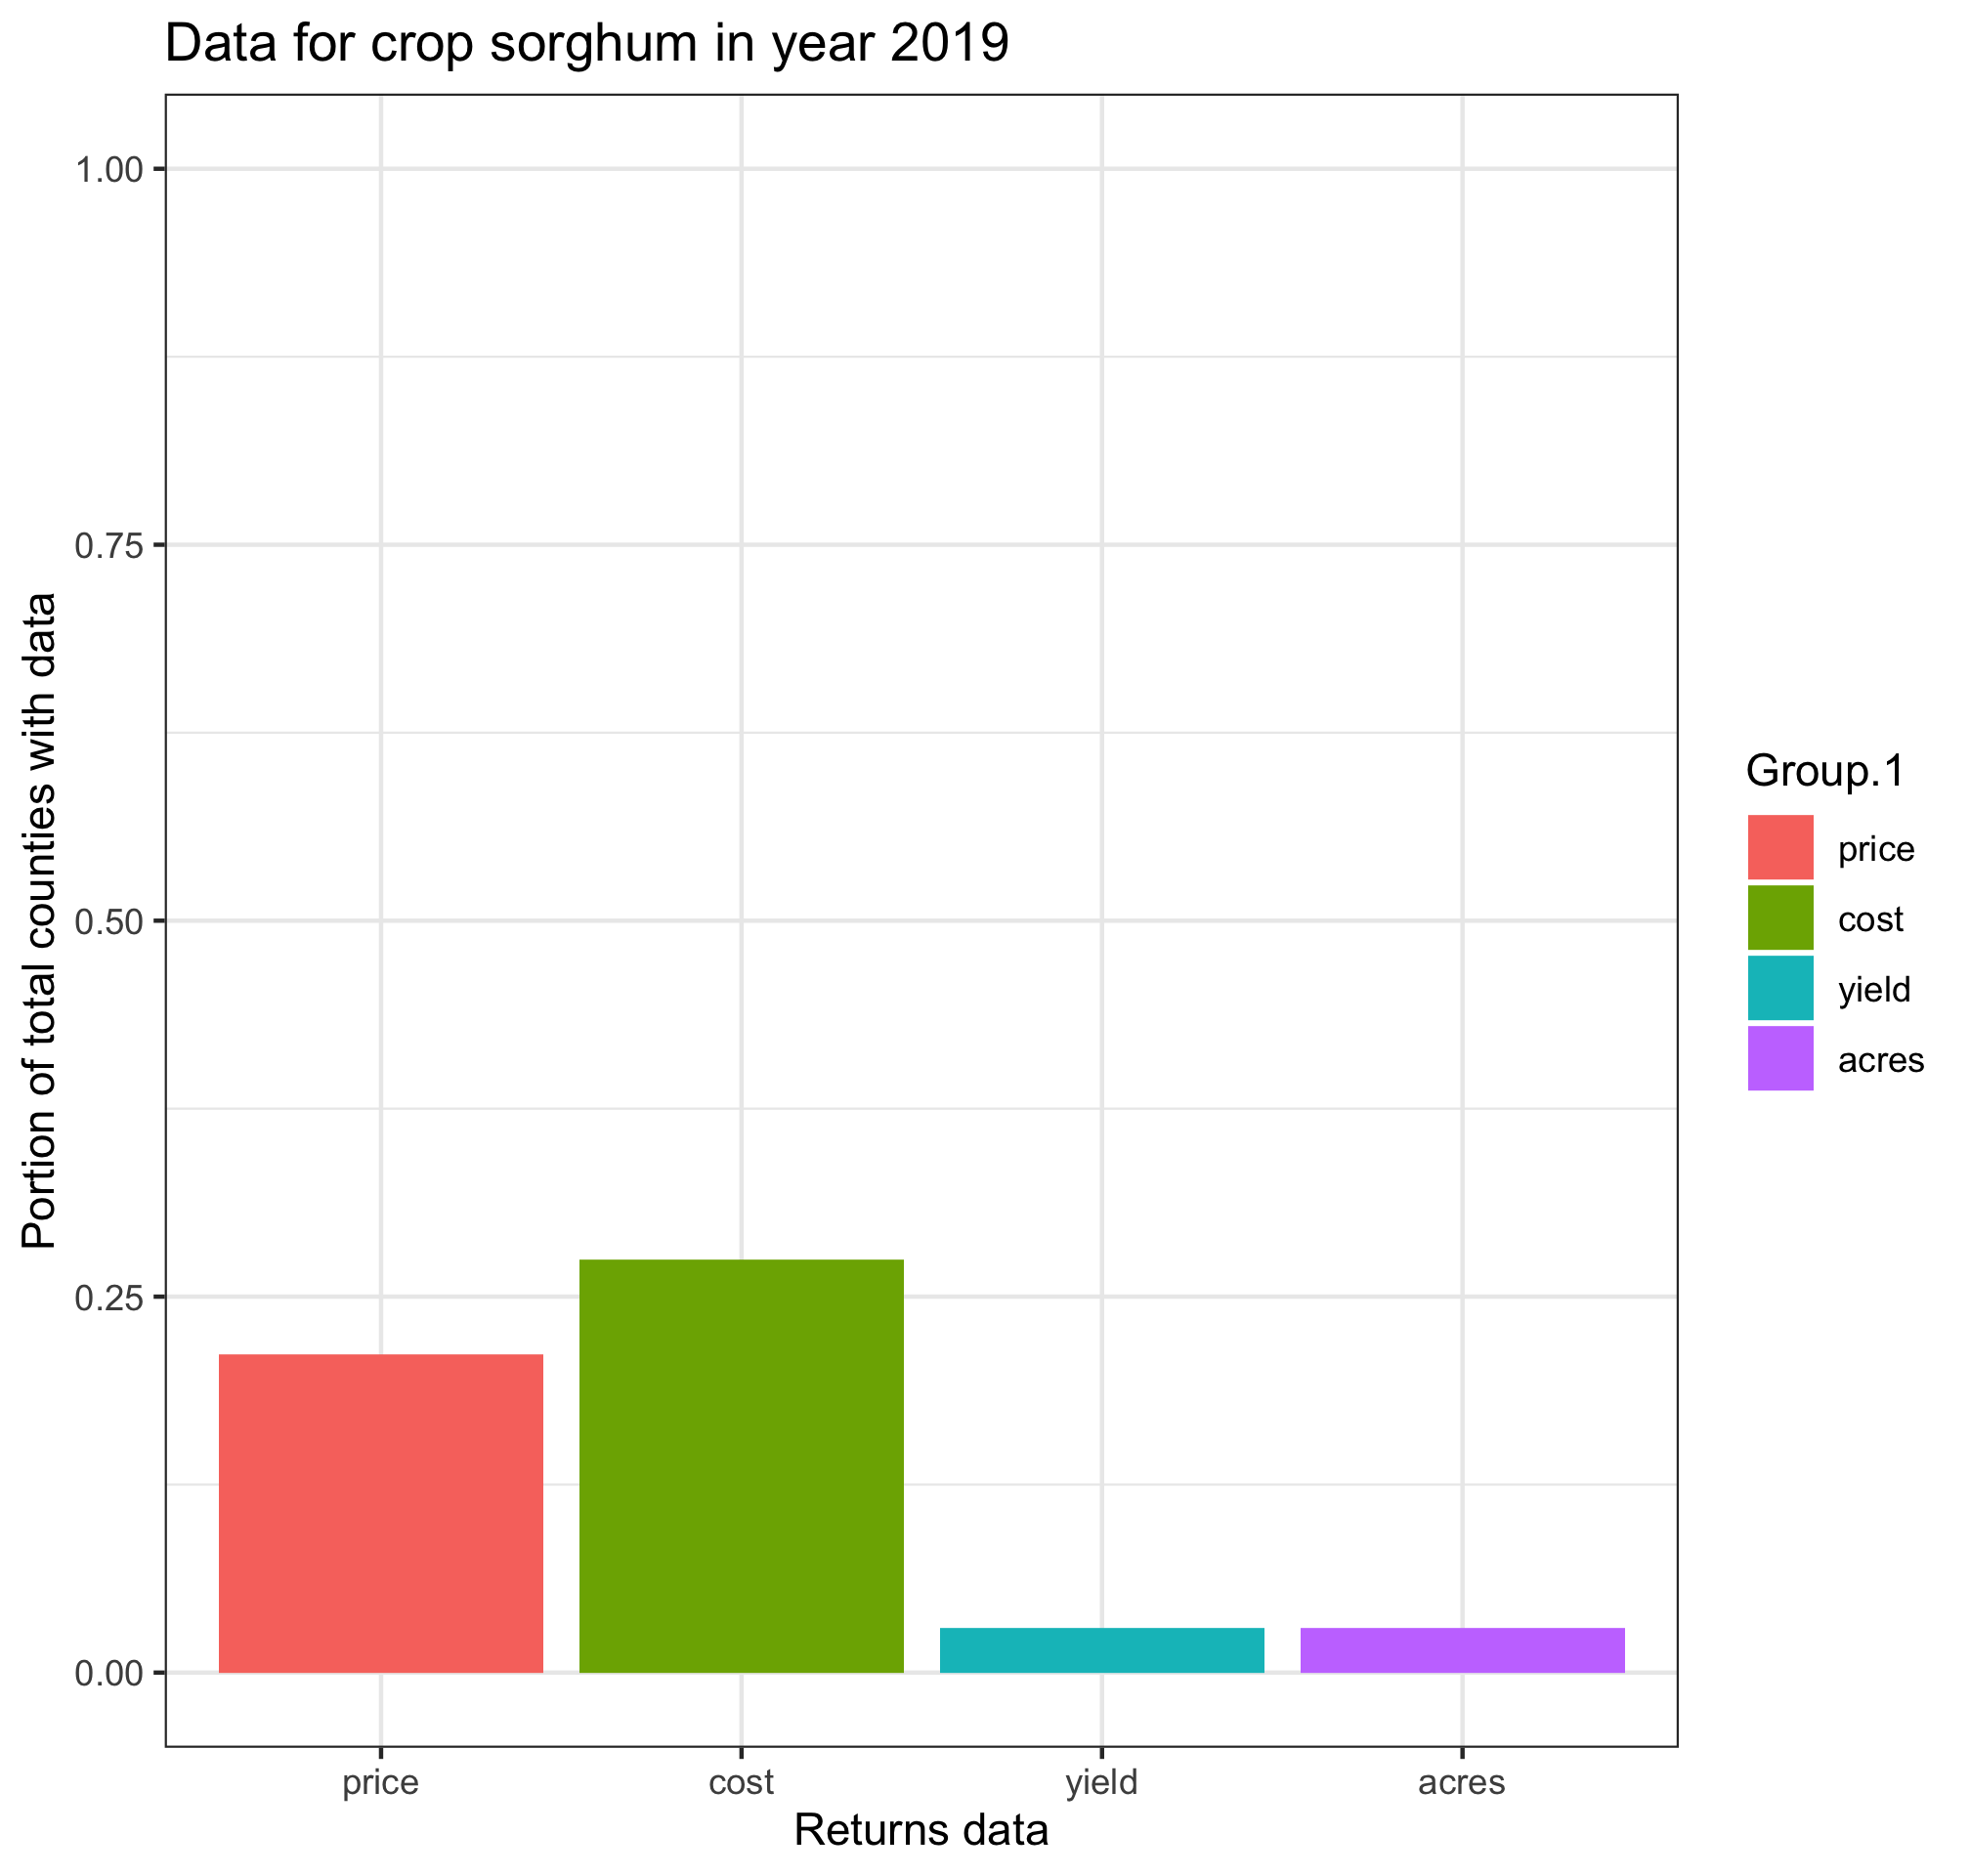 Data for crop sorghum in year 2019
Portion of total counties with data
1.00
0.75
0.50
0.25
0.00
price
cost
yield
acres
Returns data
Group.1
price
cost
yield
acres